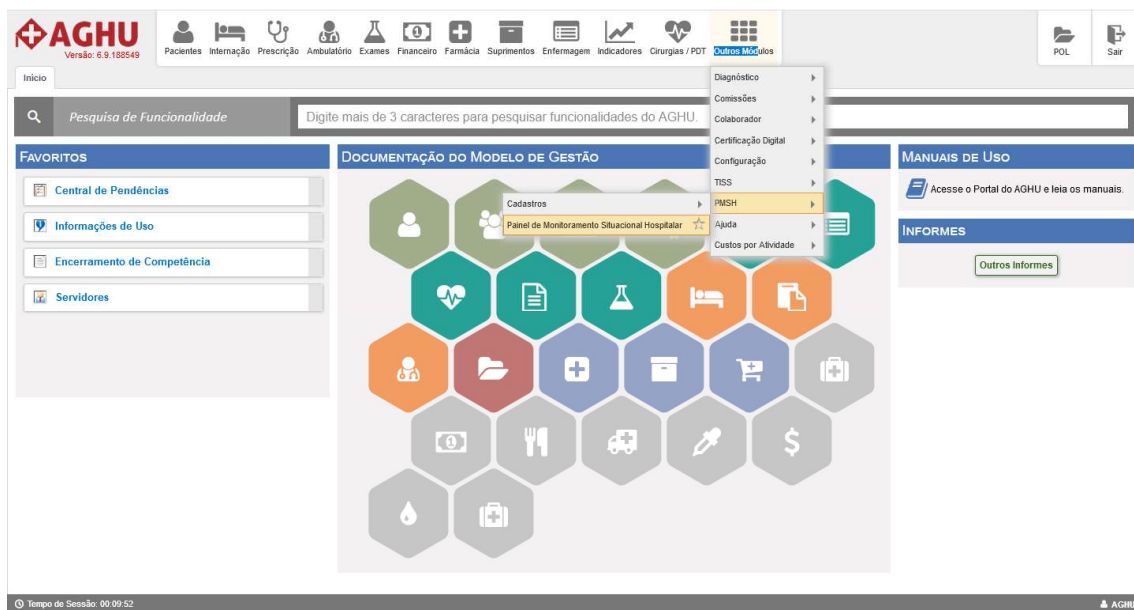 AGHU
Versão: 6.9.188549
Pacientes Internação Prescrição Ambulatório Exames Financeiro Farmácia Suprimentos Enfermagem Indicadores Cirurgias / PDT Outros Módulos
POL Sair
Início
Pesquisa de Funcionalidade
Digite mais de 3 caracteres para pesquisar funcionalidades do AGHU.
Diagnóstico
Comissões
Colaborador
Certificação Digital
Configuração
TISS
PMSH
Ajuda
Custos por Atividade
Cadastros
Painel de Monitoramento Situacional Hospitalar
FAVORITOS
Central de Pendências
Informações de Uso
Encerramento de Competência
Servidores
DOCUMENTAÇÃO DO MODELO DE GESTÃO
MANUAIS DE USO
Acesse o Portal do AGHU e leia os manuais.
INFORMES
Outros Informes
Tempo de Sessão: 00:09:52
AGHU